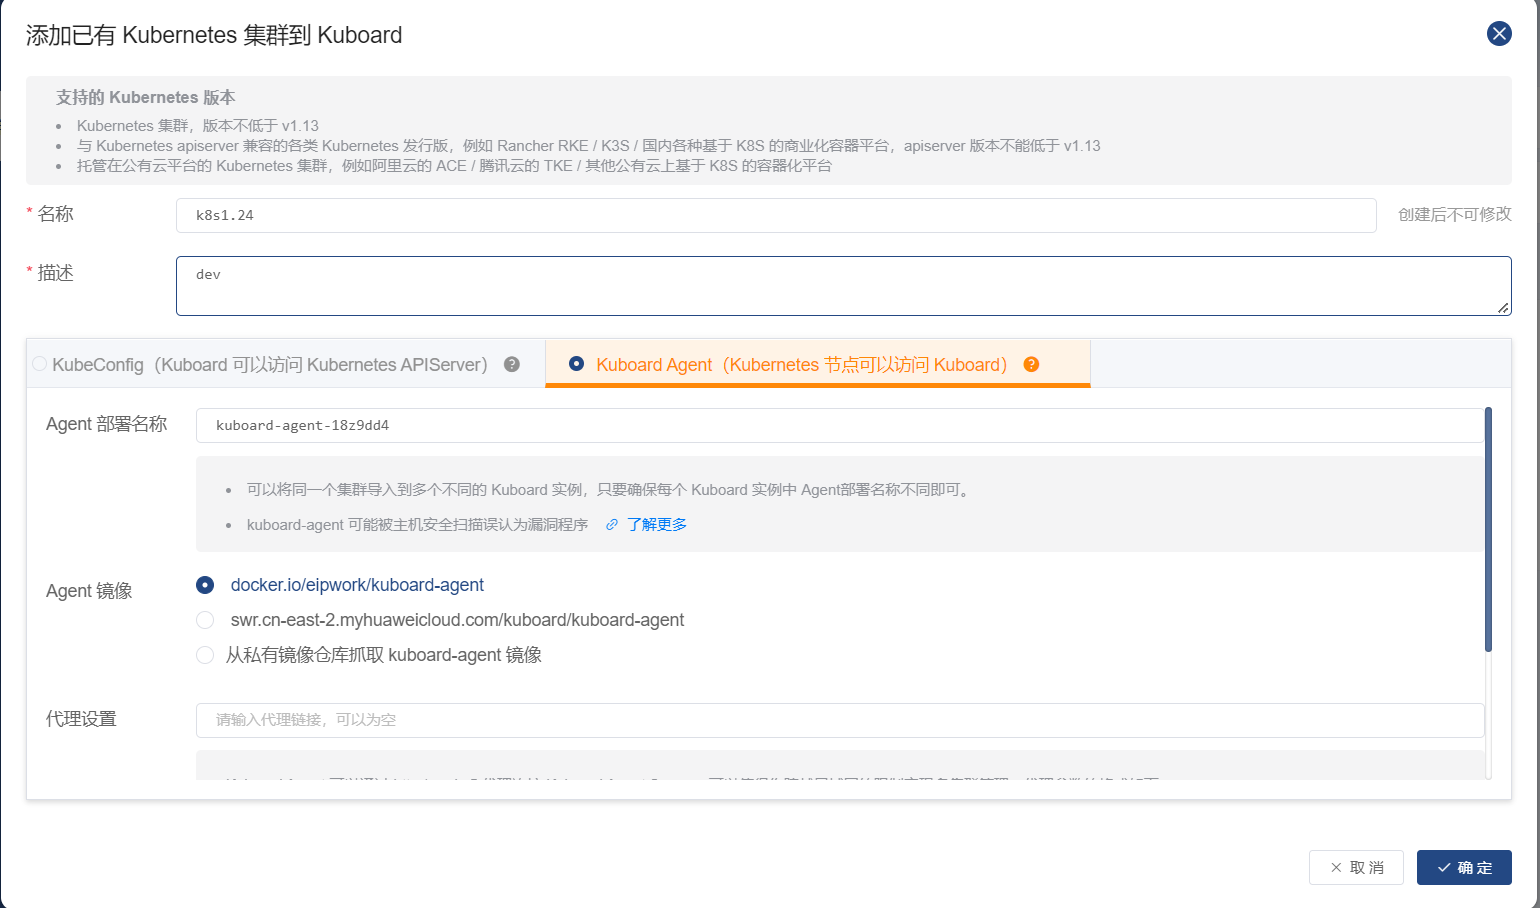 添加已有 Kubernetes 集群到 Kuboard
支持的 Kubernetes 版本
• Kubernetes 集群，版本不低于 v1.13
• 与 Kubernetes apiserver 兼容的各类 Kubernetes 发行版，例如 Rancher RKE / K3S / 国内各种基于 K8S 的商业化容器平台，apiserver 版本不能低于 v1.13
• 托管在公有云平台的 Kubernetes 集群，例如阿里云的 ACE / 腾讯云的 TKE / 其他公有云上基于 K8S 的容器化平台
* 名称 k8s1.24 创建后不可修改
* 描述 dev
KubeConfig（Kuboard 可以访问 Kubernetes APIServer） ? Kuboard Agent（Kubernetes 节点可以访问 Kuboard） ?
Agent 部署名称 kuboard-agent-18z9dd4
• 可以将同一个集群导入到多个不同的 Kuboard 实例，只要确保每个 Kuboard 实例中 Agent部署名称不同即可。
• kuboard-agent 可能被主机安全扫描误认为漏洞程序 了解更多
Agent 镜像 docker.io/eipwork/kuboard-agent
swr.cn-east-2.myhuaweicloud.com/kuboard/kuboard-agent
从私有镜像仓库抓取 kuboard-agent 镜像
代理设置 请输入代理链接，可以为空
取 消 确 定